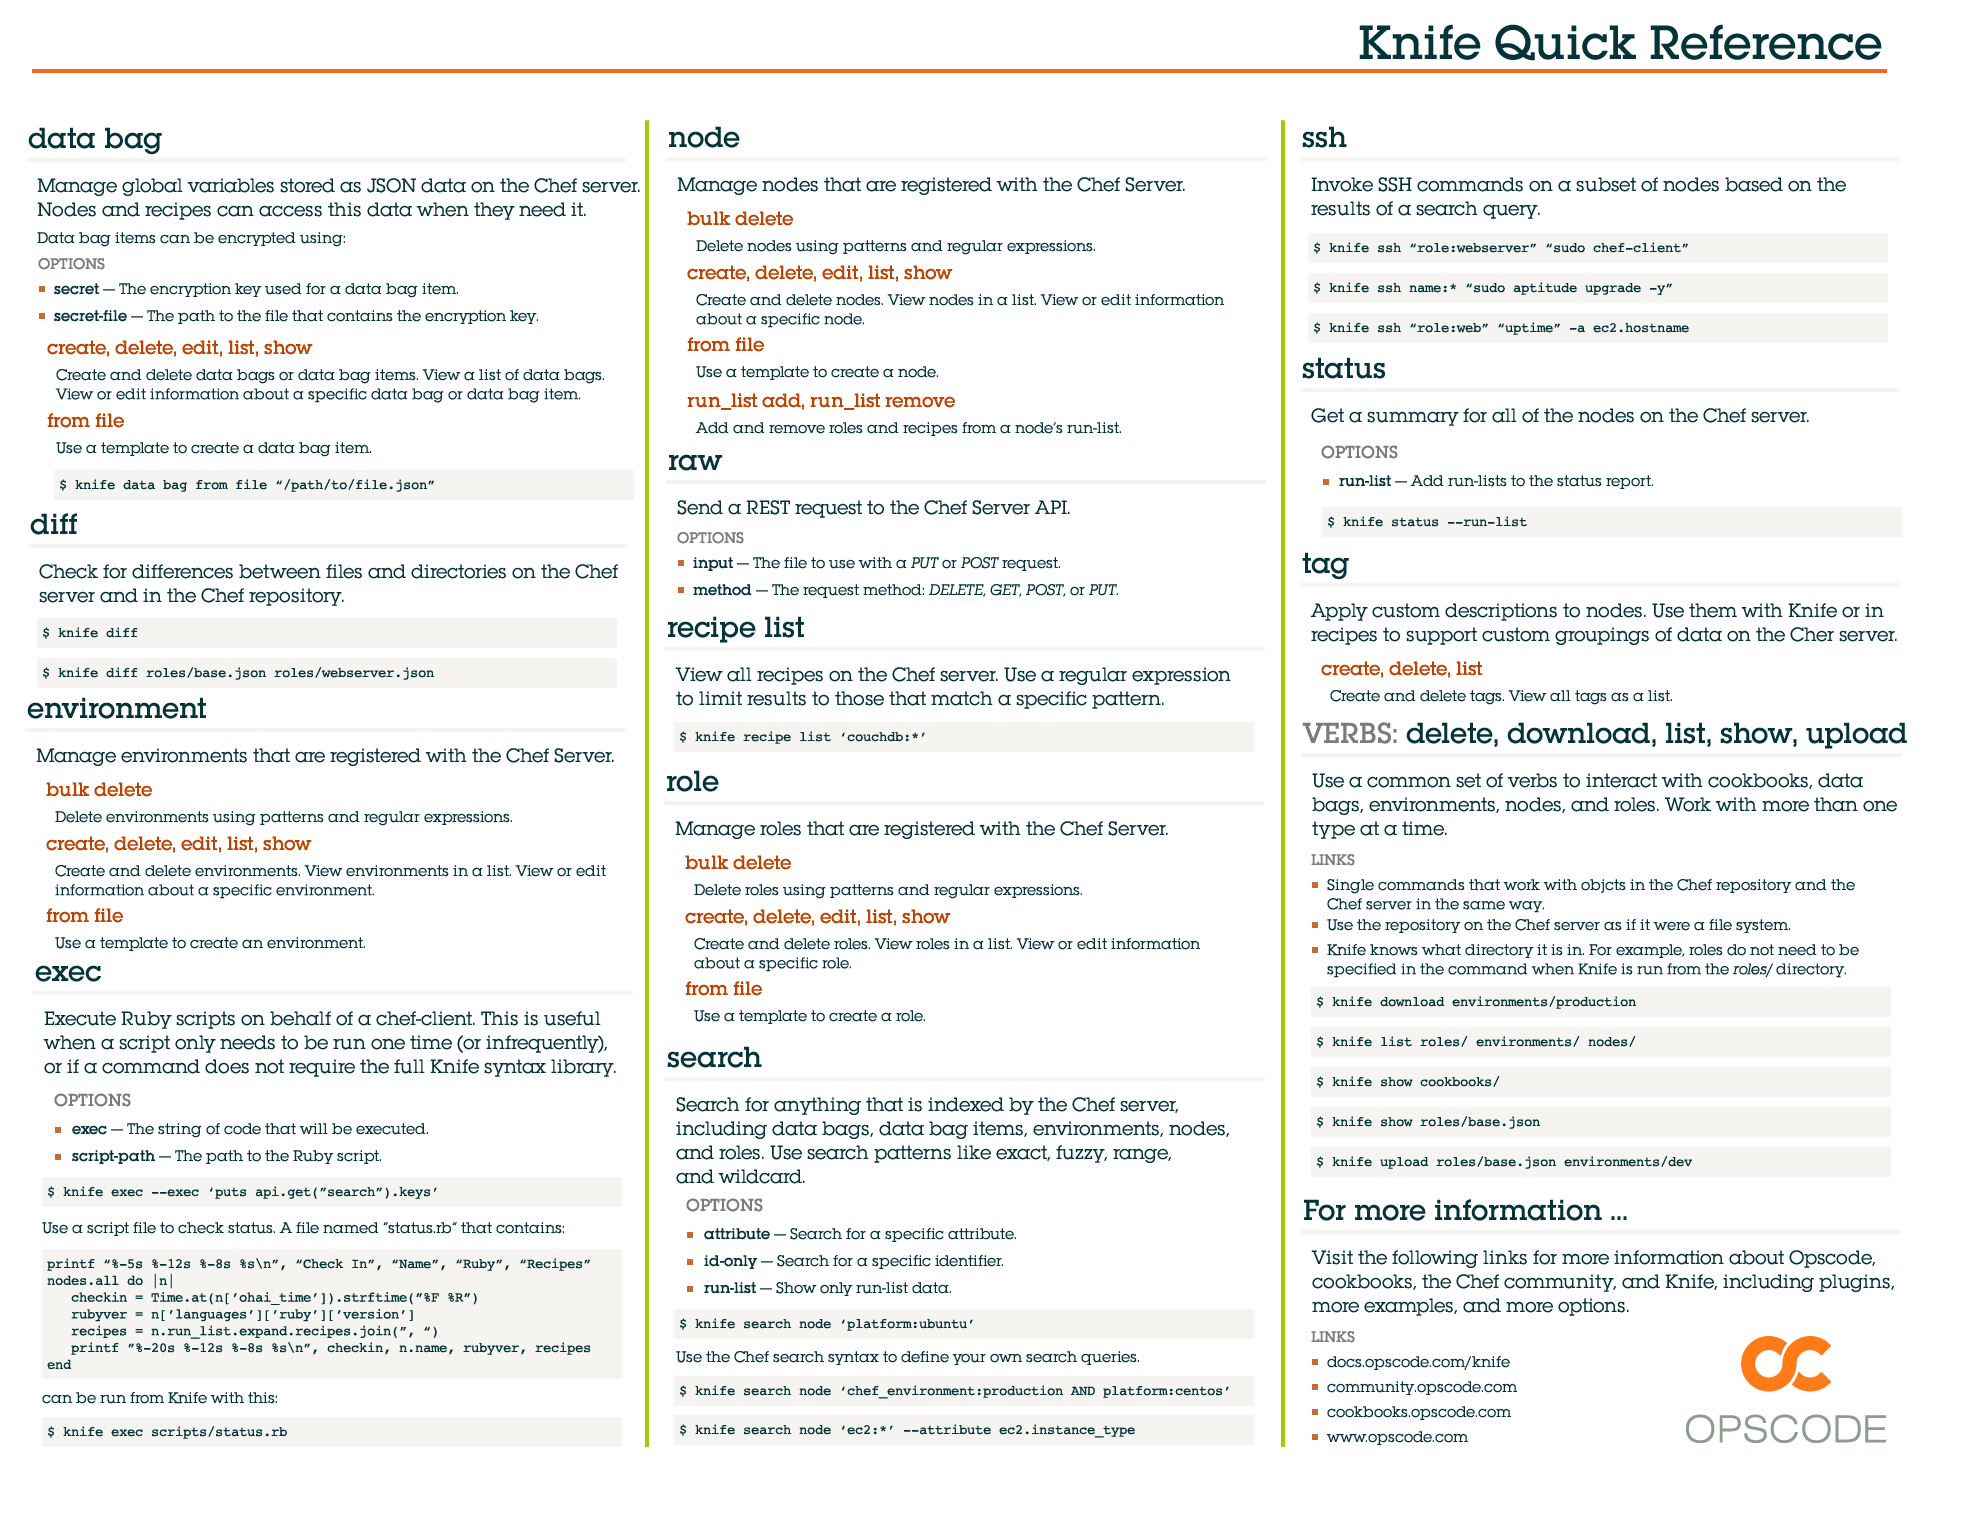 Knife Quick Reference
data bag
Manage global variables stored as JSON data on the Chef server.
Nodes and recipes can access this data when they need it.
Data bag items can be encrypted using:
OPTIONS
secret — The encryption key used for a data bag item.
secret-file — The path to the file that contains the encryption key.
create, delete, edit, list, show
Create and delete data bags or data bag items. View a list of data bags.
View or edit information about a specific data bag or data bag item.
from file
Use a template to create a data bag item.
$ knife data bag from file “/path/to/file.json”
diff
Check for differences between files and directories on the Chef
server and in the Chef repository.
$ knife diff
$ knife diff roles/base.json roles/webserver.json
environment
Manage environments that are registered with the Chef Server.
bulk delete
Delete environments using patterns and regular expressions.
create, delete, edit, list, show
Create and delete environments. View environments in a list. View or edit
information about a specific environment.
from file
Use a template to create an environment.
exec
Execute Ruby scripts on behalf of a chef-client. This is useful
when a script only needs to be run one time (or infrequently),
or if a command does not require the full Knife syntax library.
OPTIONS
exec — The string of code that will be executed.
script-path — The path to the Ruby script.
$ knife exec --exec ‘puts api.get(”search”).keys’
Use a script file to check status. A file named “status.rb” that contains:
printf “%-5s %-12s %-8s %s\n”, “Check In”, “Name”, “Ruby”, “Recipes”
nodes.all do |n|
checkin = Time.at(n[’ohai_time’]).strftime(”%F %R”)
rubyver = n[’languages’][’ruby’][’version’]
recipes = n.run_list.expand.recipes.join(”, “)
printf ”%-20s %-12s %-8s %s\n”, checkin, n.name, rubyver, recipes
end
can be run from Knife with this:
$ knife exec scripts/status.rb
node
Manage nodes that are registered with the Chef Server.
bulk delete
Delete nodes using patterns and regular expressions.
create, delete, edit, list, show
Create and delete nodes. View nodes in a list. View or edit information
about a specific node.
from file
Use a template to create a node.
run_list add, run_list remove
Add and remove roles and recipes from a node’s run-list.
raw
Send a REST request to the Chef Server API.
OPTIONS
input — The file to use with a PUT or POST request.
method — The request method: DELETE, GET, POST, or PUT.
recipe list
View all recipes on the Chef server. Use a regular expression
to limit results to those that match a specific pattern.
$ knife recipe list ‘couchdb:*’
role
Manage roles that are registered with the Chef Server.
bulk delete
Delete roles using patterns and regular expressions.
create, delete, edit, list, show
Create and delete roles. View roles in a list. View or edit information
about a specific role.
from file
Use a template to create a role.
search
Search for anything that is indexed by the Chef server,
including data bags, data bag items, environments, nodes,
and roles. Use search patterns like exact, fuzzy, range,
and wildcard.
OPTIONS
attribute — Search for a specific attribute.
id-only — Search for a specific identifier.
run-list — Show only run-list data.
$ knife search node ‘platform:ubuntu’
Use the Chef search syntax to define your own search queries.
$ knife search node ‘chef_environment:production AND platform:centos’
$ knife search node ‘ec2:*’ --attribute ec2.instance_type
ssh
Invoke SSH commands on a subset of nodes based on the
results of a search query.
$ knife ssh “role:webserver” “sudo chef-client”
$ knife ssh name:* “sudo aptitude upgrade -y”
$ knife ssh “role:web” “uptime” -a ec2.hostname
status
Get a summary for all of the nodes on the Chef server.
OPTIONS
run-list — Add run-lists to the status report.
$ knife status --run-list
tag
Apply custom descriptions to nodes. Use them with Knife or in
recipes to support custom groupings of data on the Cher server.
create, delete, list
Create and delete tags. View all tags as a list.
VERBS: delete, download, list, show, upload
Use a common set of verbs to interact with cookbooks, data
bags, environments, nodes, and roles. Work with more than one
type at a time.
LINKS
Single commands that work with objcts in the Chef repository and the
Chef server in the same way.
Use the repository on the Chef server as if it were a file system.
Knife knows what directory it is in. For example, roles do not need to be
specified in the command when Knife is run from the roles/ directory.
$ knife download environments/production
$ knife list roles/ environments/ nodes/
$ knife show cookbooks/
$ knife show roles/base.json
$ knife upload roles/base.json environments/dev
For more information ...
Visit the following links for more information about Opscode,
cookbooks, the Chef community, and Knife, including plugins,
more examples, and more options.
LINKS
docs.opscode.com/knife
community.opscode.com
cookbooks.opscode.com
www.opscode.com
OPSCODE